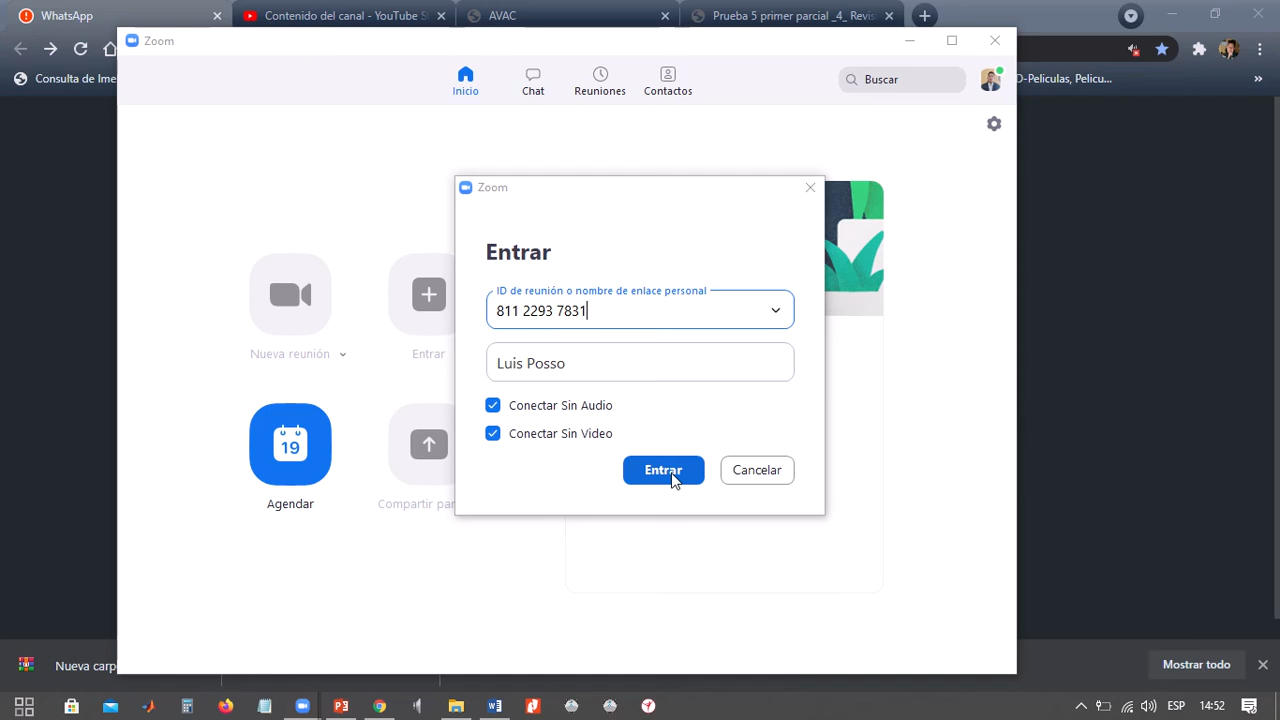 WhatsApp
Contenido del canal - YouTube S
AVAC
Prueba 5 primer parcial _4_ Revis
Zoom
Consulta de Ime
D-Peliculas, Pelicu...
Inicio
Chat
Reuniones
Contactos
Buscar
Zoom
Entrar
ID de reunión o nombre de enlace personal
811 2293 7831
Luis Posso
Conectar Sin Audio
Conectar Sin Video
Entrar
Cancelar
Nueva reunión
Entrar
19
Agendar
Compartir pan
Nueva carp
Mostrar todo
ESP
14:52